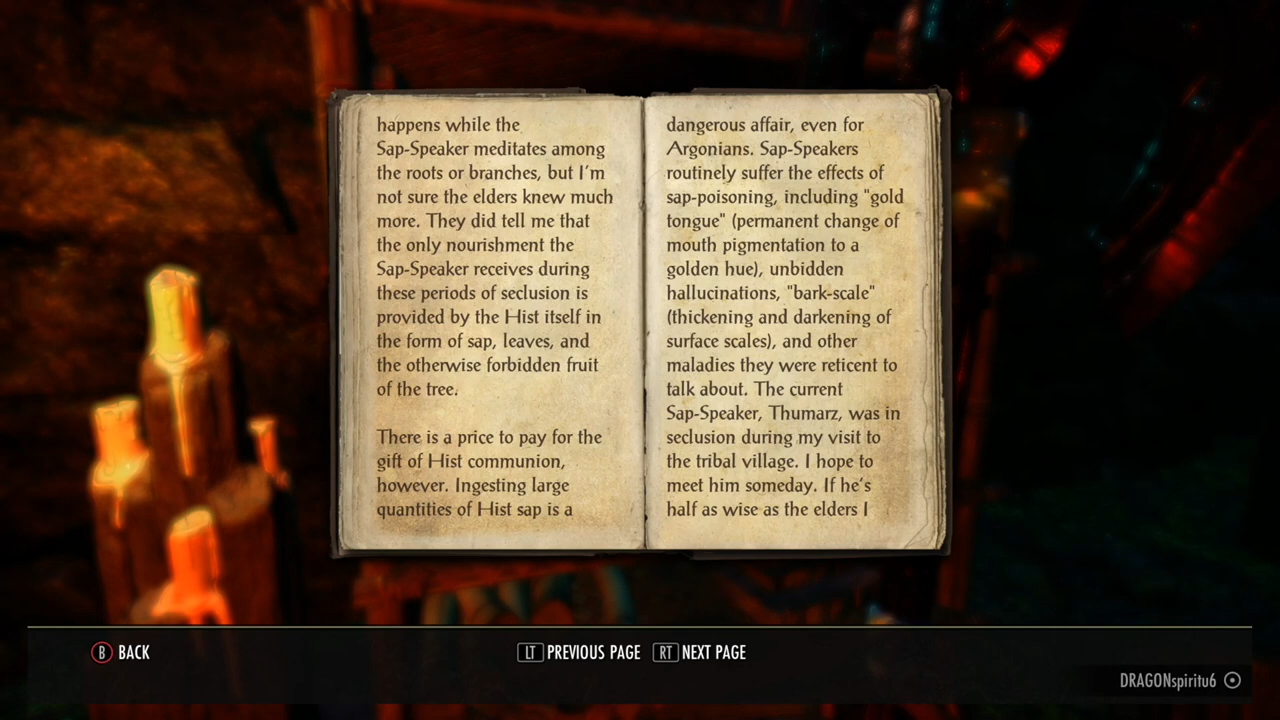 happens while the
Sap-Speaker meditates among
the roots or branches, but I'm
not sure the elders knew much
more. They did tell me that
the only nourishment the
Sap-Speaker receives during
these periods of seclusion is
provided by the Hist itself in
the form of sap, leaves, and
the otherwise forbidden fruit
of the tree.
There is a price to pay for the
gift of Hist communion,
however. Ingesting large
quantities of Hist sap is a
dangerous affair, even for
Argonians. Sap-Speakers
routinely suffer the effects of
sap-poisoning, including "gold
tongue" (permanent change of
mouth pigmentation to a
golden hue), unbidden
hallucinations, "bark-scale"
(thickening and darkening of
surface scales), and other
maladies they were reticent to
talk about. The current
Sap-Speaker, Thumarz, was in
seclusion during my visit to
the tribal village. I hope to
meet him someday. If he's
half as wise as the elders I
B BACK
LT PREVIOUS PAGE RT NEXT PAGE
DRAGONspiritu6